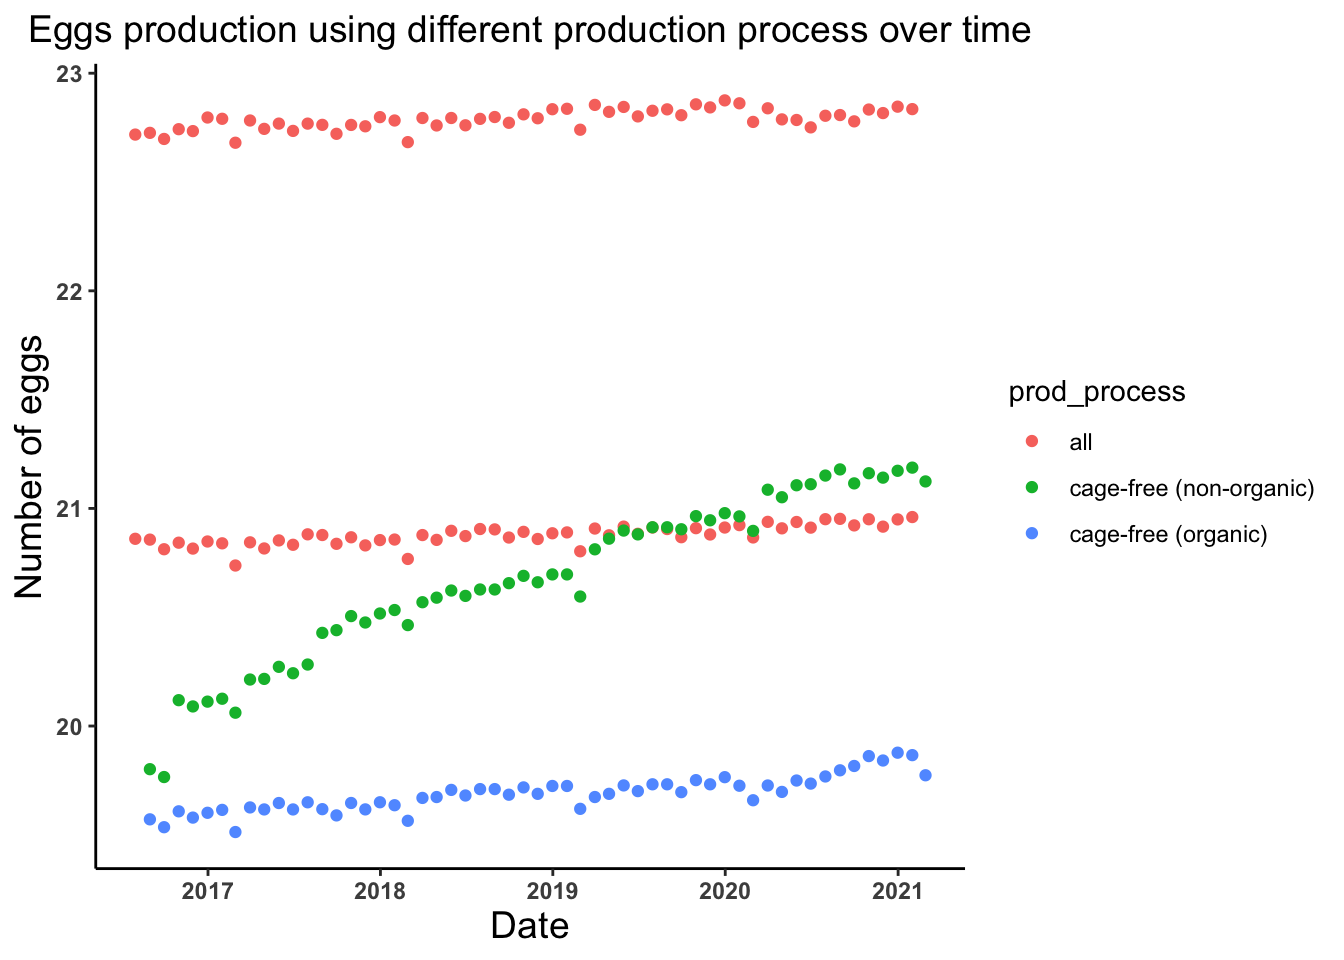 Eggs production using different production process over time
Number of eggs
23
22
21
20
2017 2018 2019 2020 2021
Date
prod_process
all
cage-free (non-organic)
cage-free (organic)